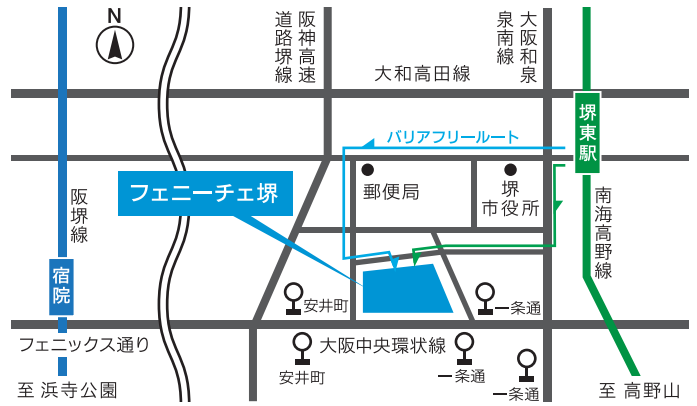 N
阪神高速
道路堺線
大阪和泉
泉南線
大和高田線
バリアフリールート
堺東駅
郵便局
堺
市役所
フェニーチェ堺
阪堺線
南海高野線
宿院
安井町
一条通
フェニックス通り
大阪中央環状線
安井町
一条通
一条通
至 浜寺公園
至 高野山